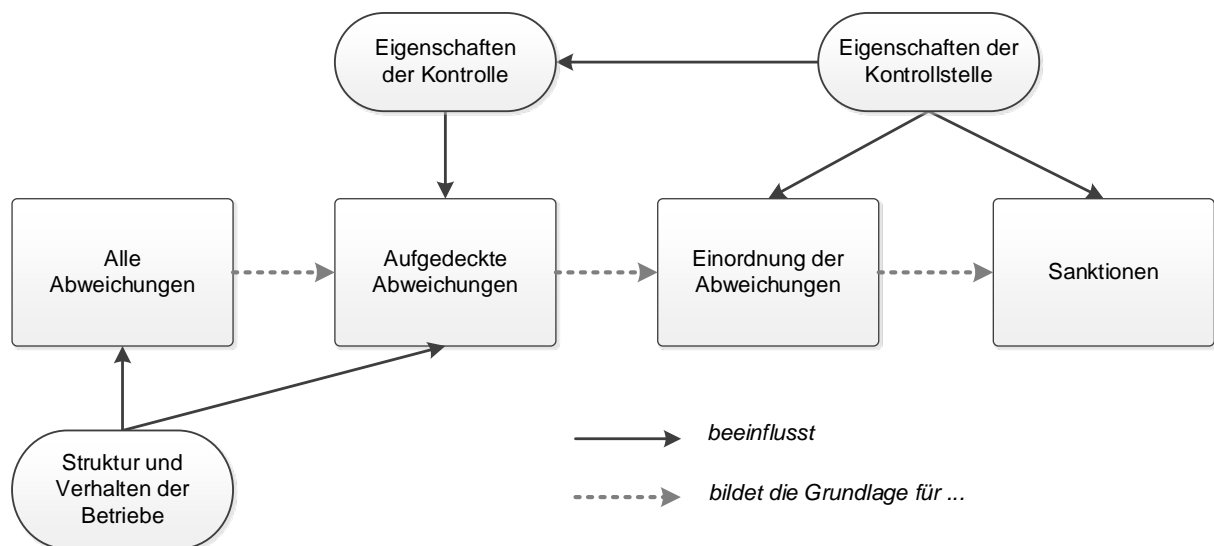 Eigenschaften
der Kontrolle
Eigenschaften der
Kontrollstelle
Alle
Abweichungen
Aufgedeckte
Abweichungen
Einordnung der
Abweichungen
Sanktionen
Struktur und
Verhalten der
Betriebe
beeinflusst
bildet die Grundlage für ...